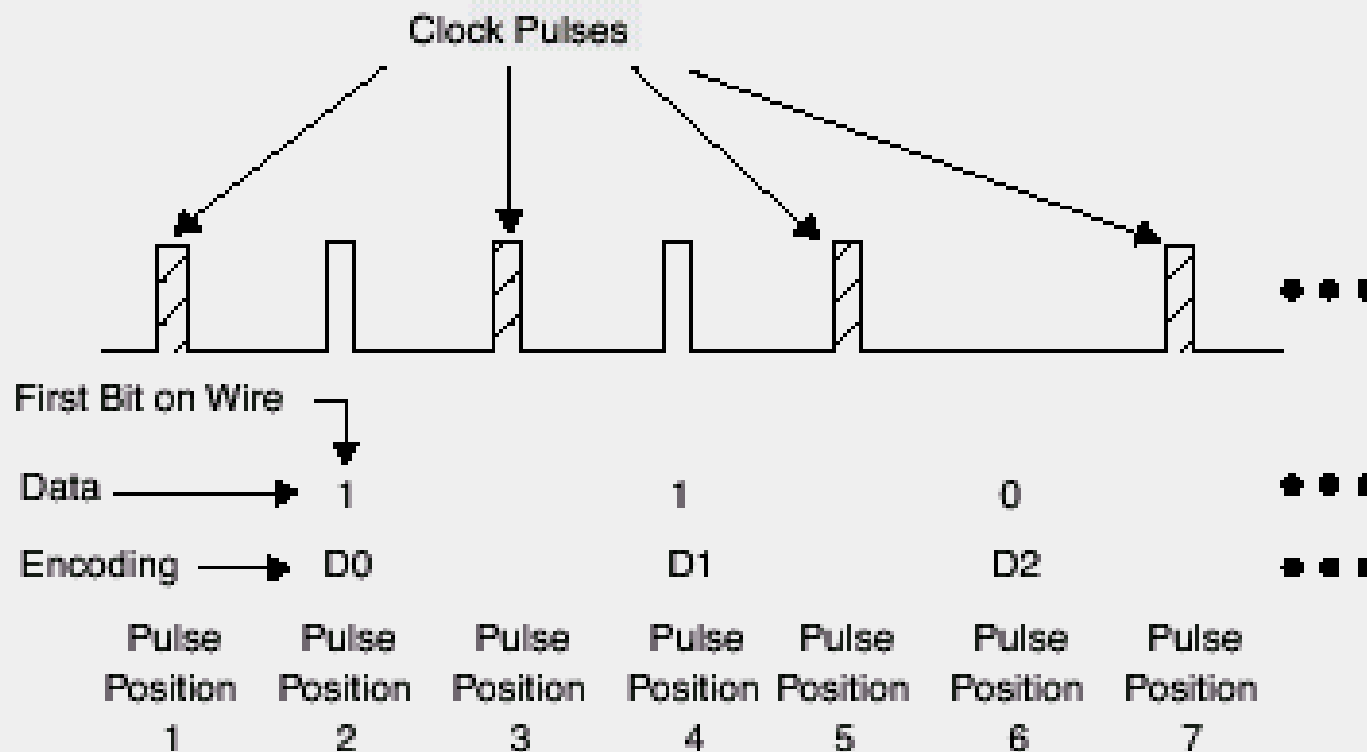 Clock Pulses
First Bit on Wire
Data 1 1 0
Encoding D0 D1 D2
Pulse Pulse Pulse Pulse Pulse Pulse Pulse
Position Position Position Position Position Position Position
1 2 3 4 5 6 7